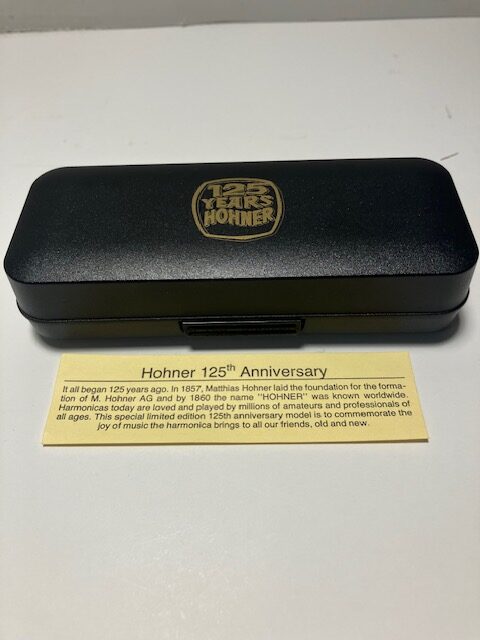 125
YEARS
HOHNER
Hohner 125th Anniversary
It all began 125 years ago. In 1857, Matthias Hohner laid the foundation for the forma-
tion of M. Hohner AG and by 1860 the name "HOHNER" was known worldwide.
Harmonicas today are loved and played by millions of amateurs and professionals of
all ages. This special limited edition 125th anniversary model is to commemorate the
joy of music the harmonica brings to all our friends, old and new.